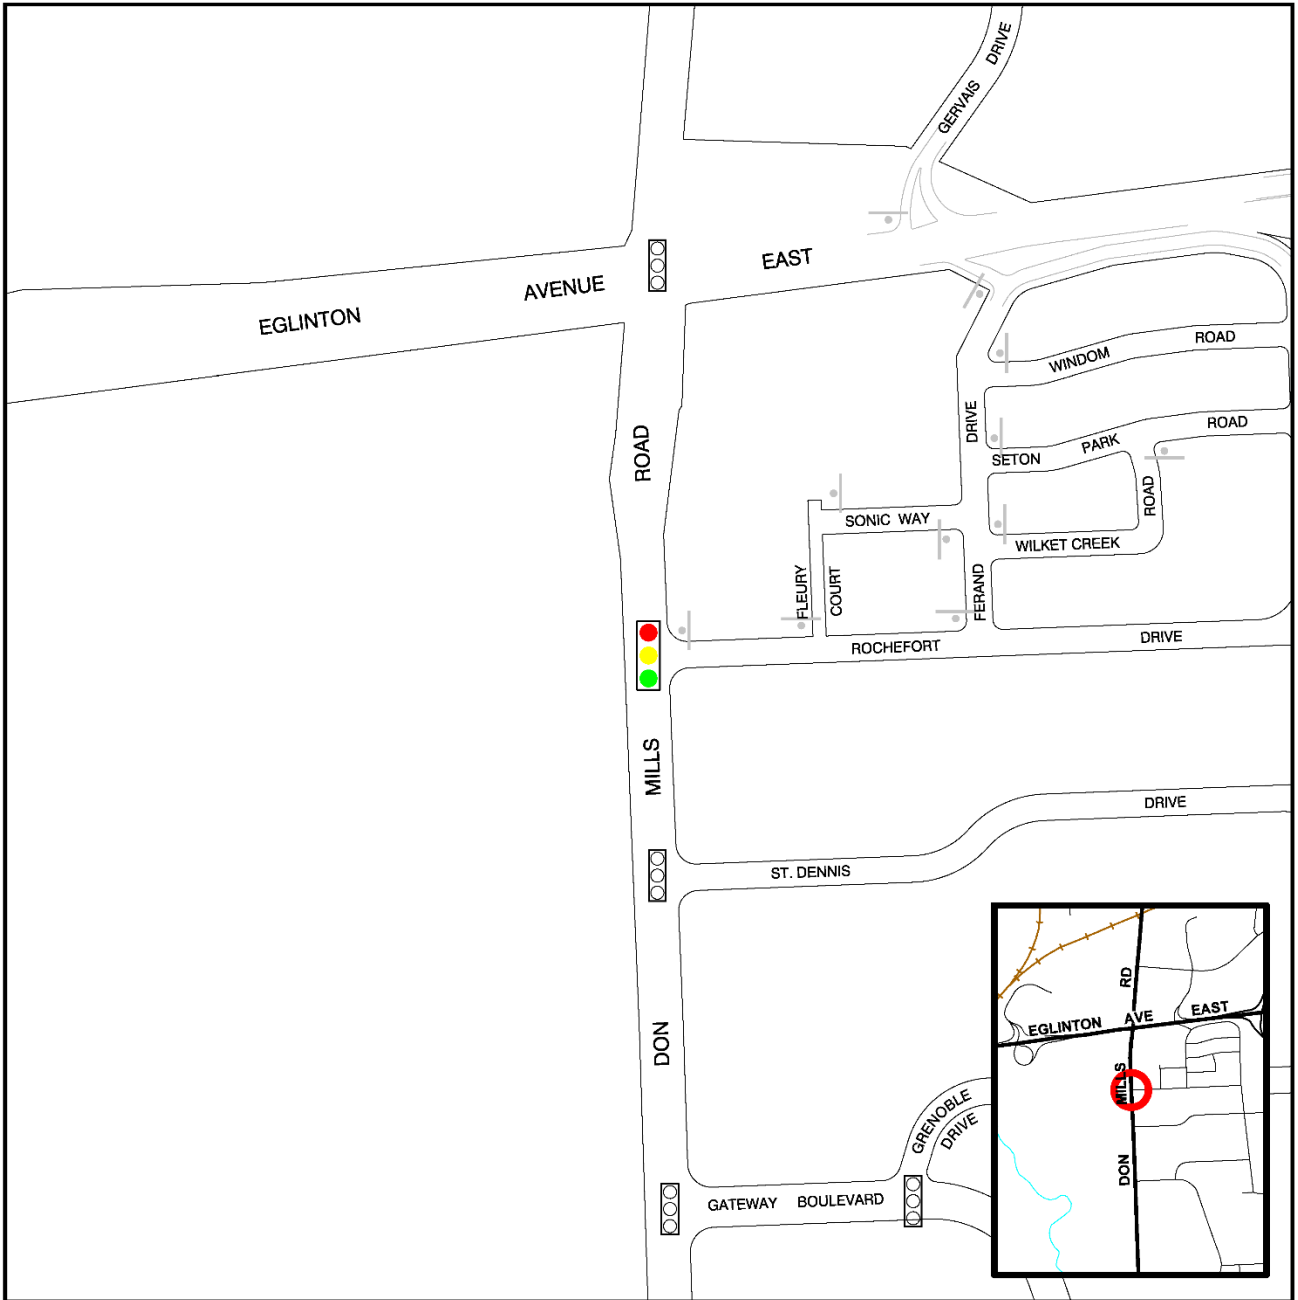 GERVAIS DRIVE
EGLINTON AVENUE EAST
WINDOM ROAD
SETON PARK ROAD
DRIVE
ROAD
SONIC WAY
WILKET CREEK
ROAD
FLEURY
COURT
FERAND
ROCHEFORT DRIVE
MILLS
ST. DENNIS DRIVE
DON
GRENOBLE
DRIVE
GATEWAY BOULEVARD
RD
EGLINTON AVE EAST
MILLS
DON